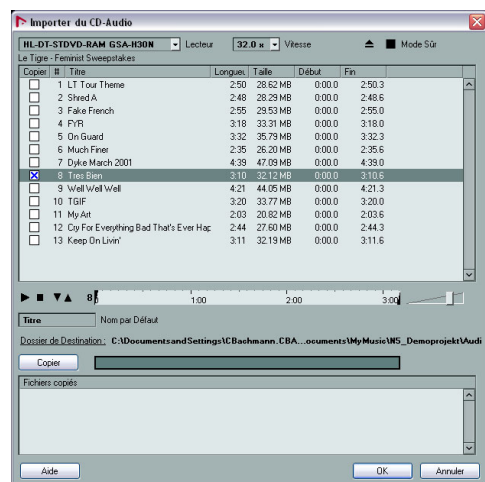 Importer du CD-Audio
HL-DT-STDVD-RAM GSA-H30N Lecteur 32.0 x Vitesse Mode Sûr
Le Tigre - Feminist Sweepstakes
Copier # Titre Longueu Taille Début Fin
1 LT Tour Theme 2:50 28.62 MB 0:00.0 2:50.3
2 Shred A 2:48 28.29 MB 0:00.0 2:48.6
3 Fake French 2:55 29.53 MB 0:00.0 2:55.0
4 FYR 3:18 33.31 MB 0:00.0 3:18.0
5 On Guard 3:32 35.79 MB 0:00.0 3:32.3
6 Much Finer 2:35 26.20 MB 0:00.0 2:35.6
7 Dyke March 2001 4:39 47.09 MB 0:00.0 4:39.0
8 Tres Bien 3:10 32.12 MB 0:00.0 3:10.6
9 Well Well Well 4:21 44.05 MB 0:00.0 4:21.3
10 TGIF 3:20 33.77 MB 0:00.0 3:20.0
11 My Art 2:03 20.82 MB 0:00.0 2:03.6
12 Cry For Everything Bad That's Ever Hap 2:44 27.60 MB 0:00.0 2:44.3
13 Keep On Livin' 3:11 32.19 MB 0:00.0 3:11.6
8 1:00 2:00 3:00
Titre Nom par Défaut
Dossier de Destination : C:\DocumentsandSettings\CBachmann.CBA...ocuments\MyMusic\N5_Demoprojekt\Audi
Copier
Fichiers copiés
Aide OK Annuler